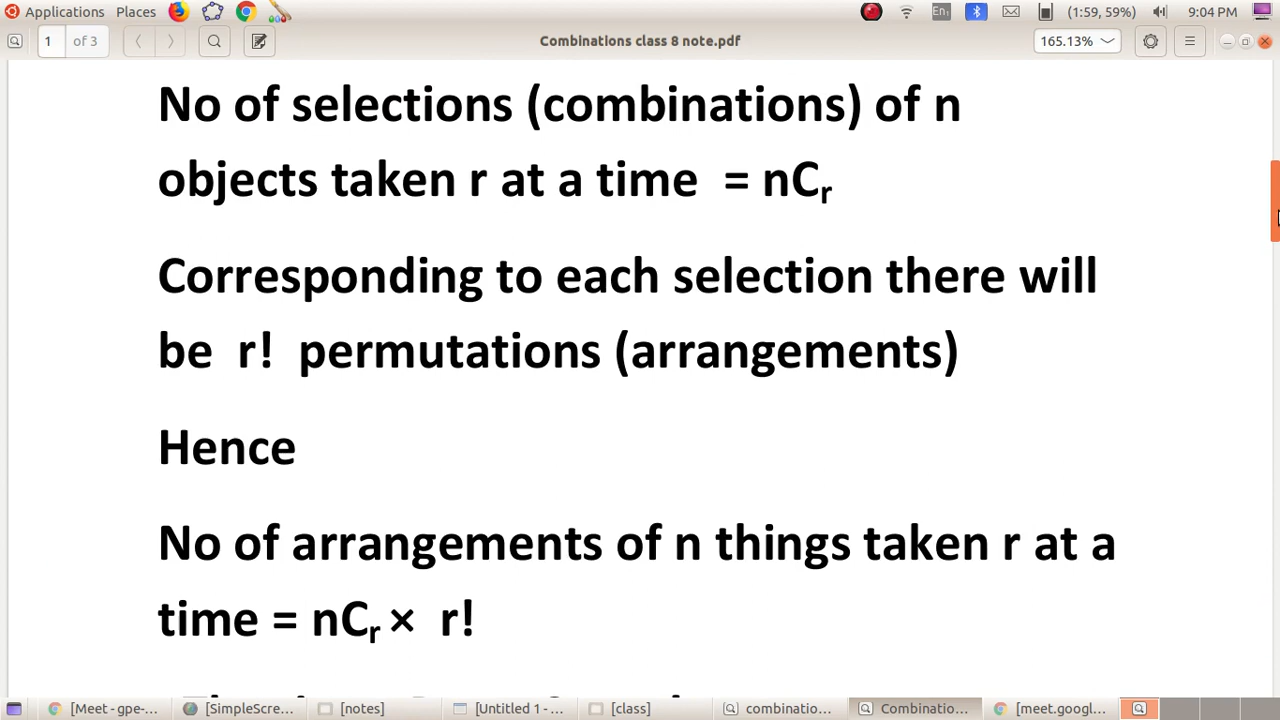 Applications Places En1 (1:59, 59%) 9:04 PM
1 of 3 Combinations class 8 note.pdf 165.13%
No of selections (combinations) of n
objects taken r at a time = nCr
Corresponding to each selection there will
be r! permutations (arrangements)
Hence
No of arrangements of n things taken r at a
time = nCr × r!
[Meet - gpe-... [SimpleScre... [notes] [Untitled 1 - ... [class] combinatio... Combinatio... [meet.googl...